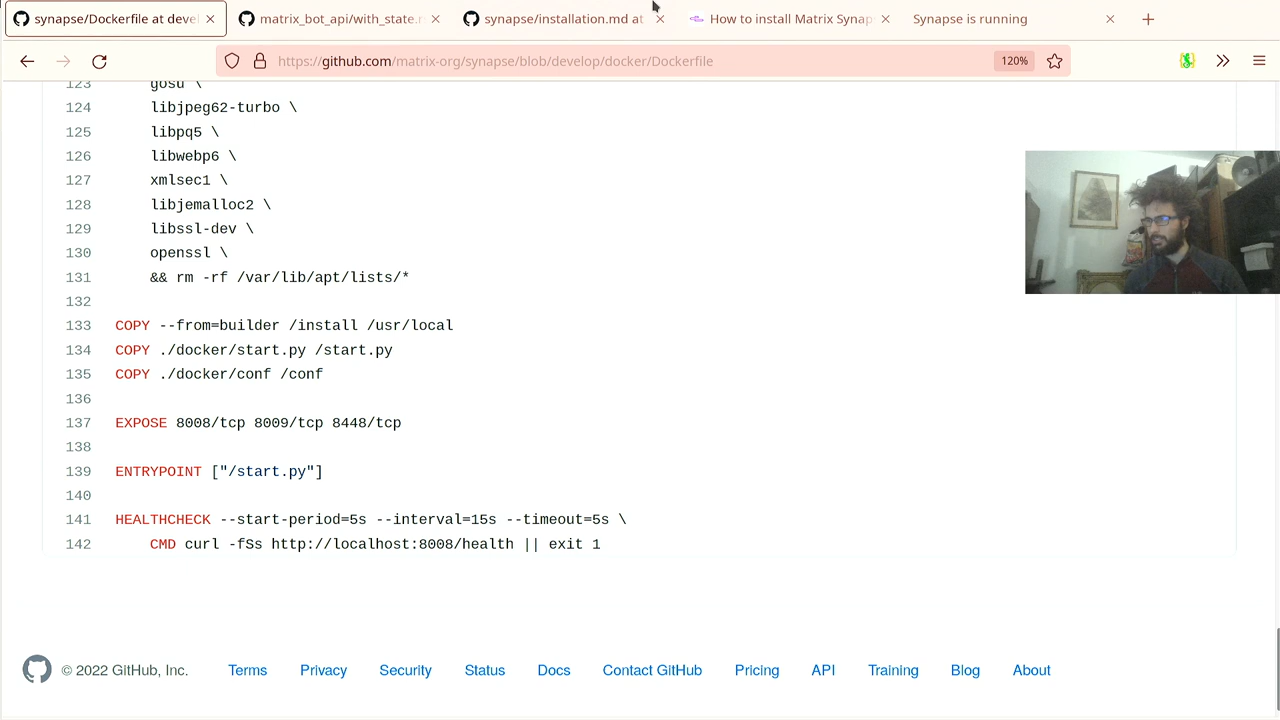 synapse/Dockerfile at deve
matrix_bot_api/with_state.r
synapse/installation.md at
How to install Matrix Synap
Synapse is running
https://github.com/matrix-org/synapse/blob/develop/docker/Dockerfile
120%
123 gosu \
124 libjpeg62-turbo \
125 libpq5 \
126 libwebp6 \
127 xmlsec1 \
128 libjemalloc2 \
129 libssl-dev \
130 openssl \
131 && rm -rf /var/lib/apt/lists/*
132
133 COPY --from=builder /install /usr/local
134 COPY ./docker/start.py /start.py
135 COPY ./docker/conf /conf
136
137 EXPOSE 8008/tcp 8009/tcp 8448/tcp
138
139 ENTRYPOINT ["/start.py"]
140
141 HEALTHCHECK --start-period=5s --interval=15s --timeout=5s \
142 CMD curl -fSs http://localhost:8008/health || exit 1
© 2022 GitHub, Inc. Terms Privacy Security Status Docs Contact GitHub Pricing API Training Blog About